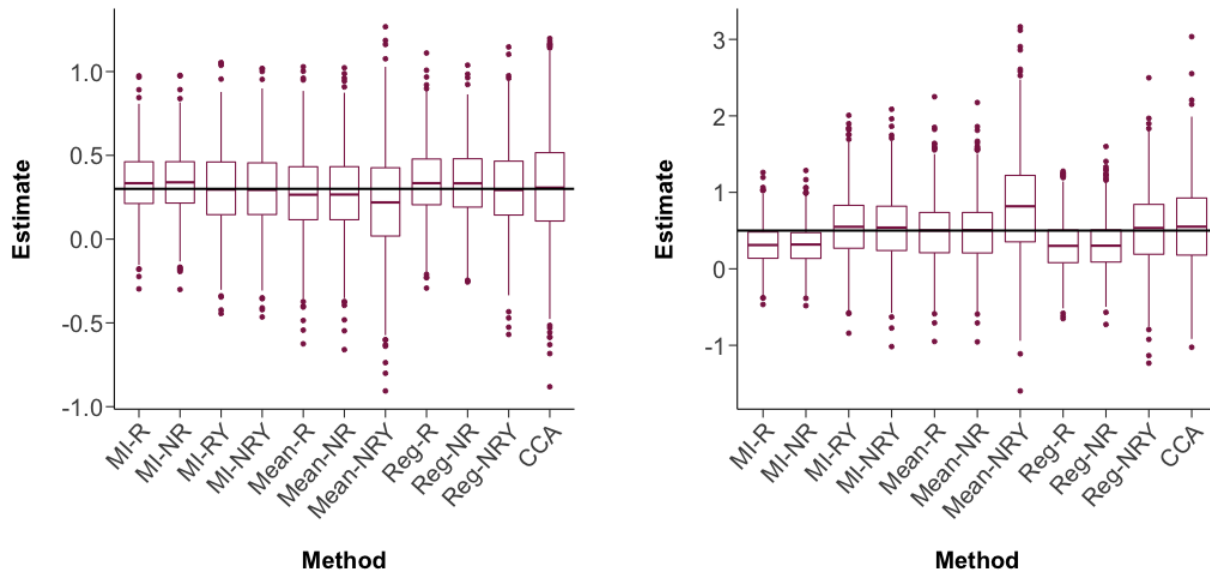 Estimate
1.0
0.5
0.0
-0.5
-1.0
MI-R
MI-NR
MI-RY
MI-NRY
Mean-R
Mean-NR
Mean-NRY
Reg-R
Reg-NR
Reg-NRY
CCA
Method
Estimate
3
2
1
0
-1
MI-R
MI-NR
MI-RY
MI-NRY
Mean-R
Mean-NR
Mean-NRY
Reg-R
Reg-NR
Reg-NRY
CCA
Method